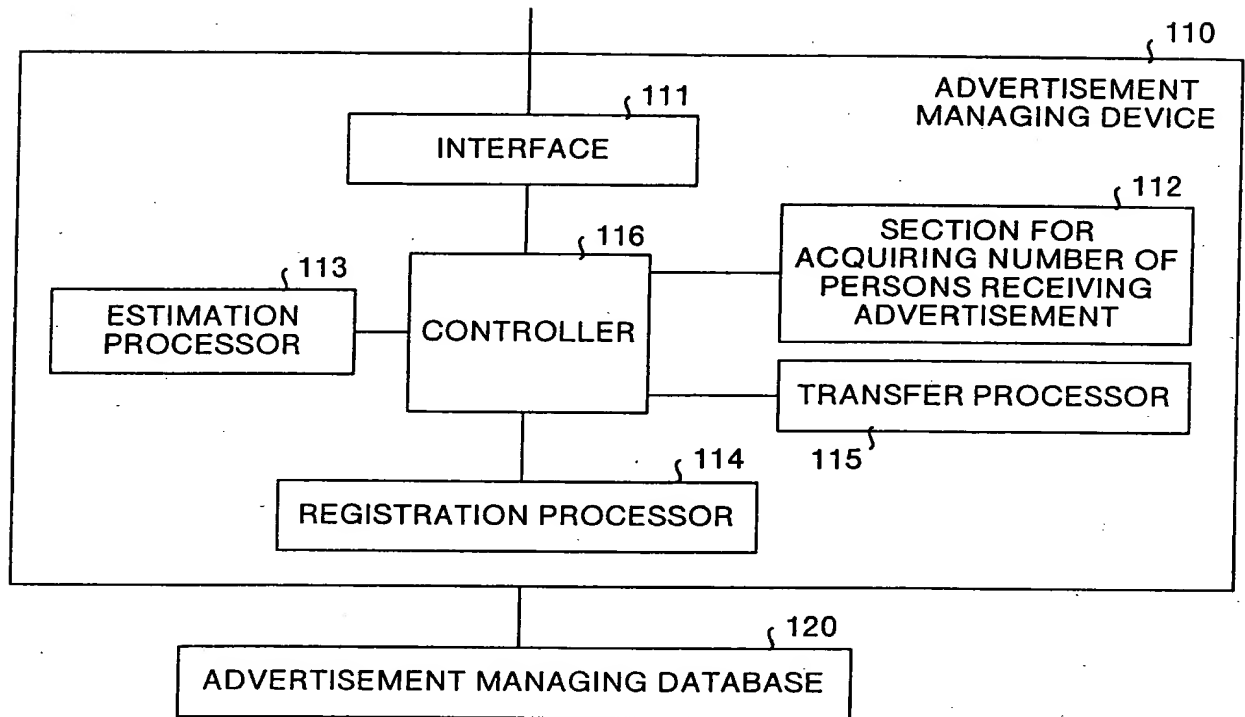 110
ADVERTISEMENT
MANAGING DEVICE
111
INTERFACE
112
SECTION FOR
ACQUIRING NUMBER OF
PERSONS RECEIVING
ADVERTISEMENT
116
CONTROLLER
113
ESTIMATION
PROCESSOR
TRANSFER PROCESSOR
115
114
REGISTRATION PROCESSOR
120
ADVERTISEMENT MANAGING DATABASE